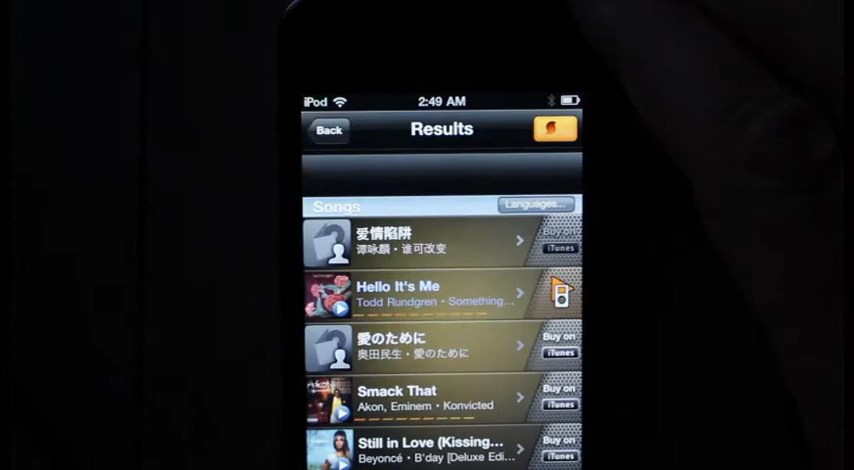 iPod 2:49 AM
Back Results
Songs Languages...
爱情陷阱 Buy on
谭咏麟・谁可改变 iTunes
Hello It's Me
Todd Rundgren・Something...
愛のために Buy on
奥田民生・愛のために iTunes
Smack That Buy on
Akon, Eminem・Konvicted iTunes
Still in Love (Kissing... Buy on
Beyoncé・B'day [Deluxe Edi... iTunes